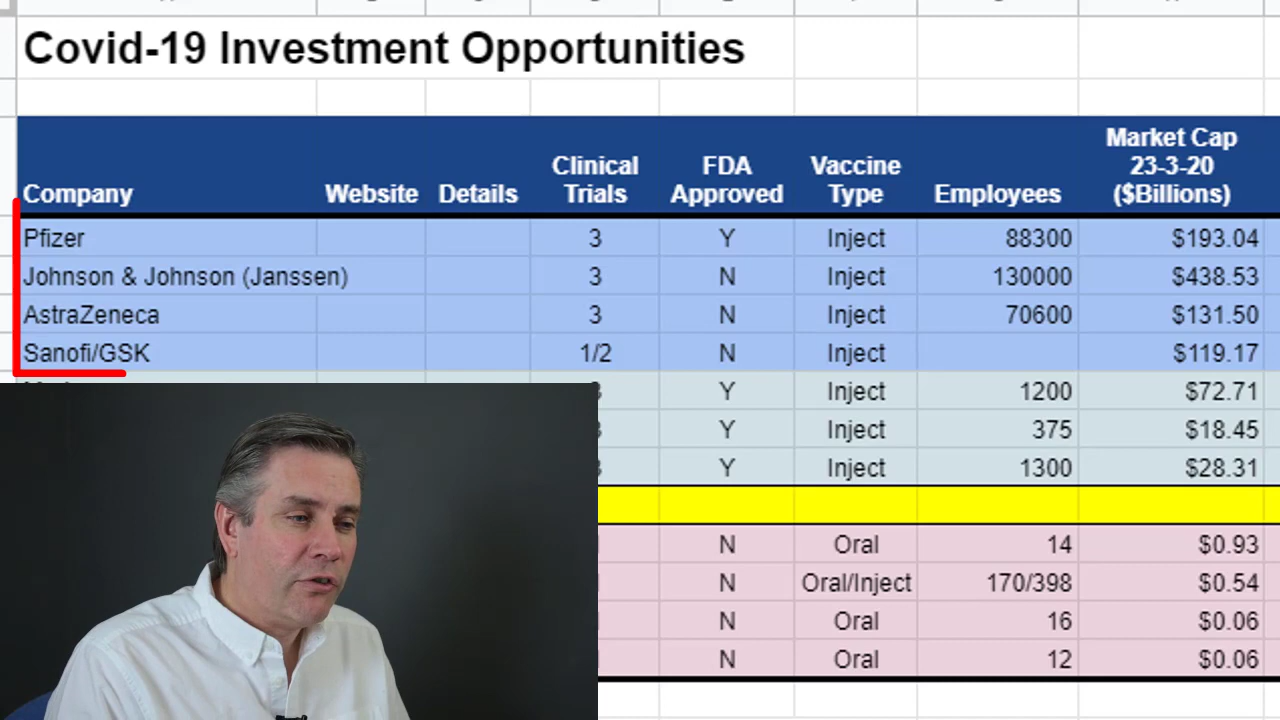 Covid-19 Investment Opportunities
Company Website Details Clinical Trials FDA Approved Vaccine Type Employees Market Cap 23-3-20 ($Billions)
Pfizer 3 Y Inject 88300 $193.04
Johnson & Johnson (Janssen) 3 N Inject 130000 $438.53
AstraZeneca 3 N Inject 70600 $131.50
Sanofi/GSK 1/2 N Inject $119.17
Y Inject 1200 $72.71
Y Inject 375 $18.45
Y Inject 1300 $28.31
N Oral 14 $0.93
N Oral/Inject 170/398 $0.54
N Oral 16 $0.06
N Oral 12 $0.06